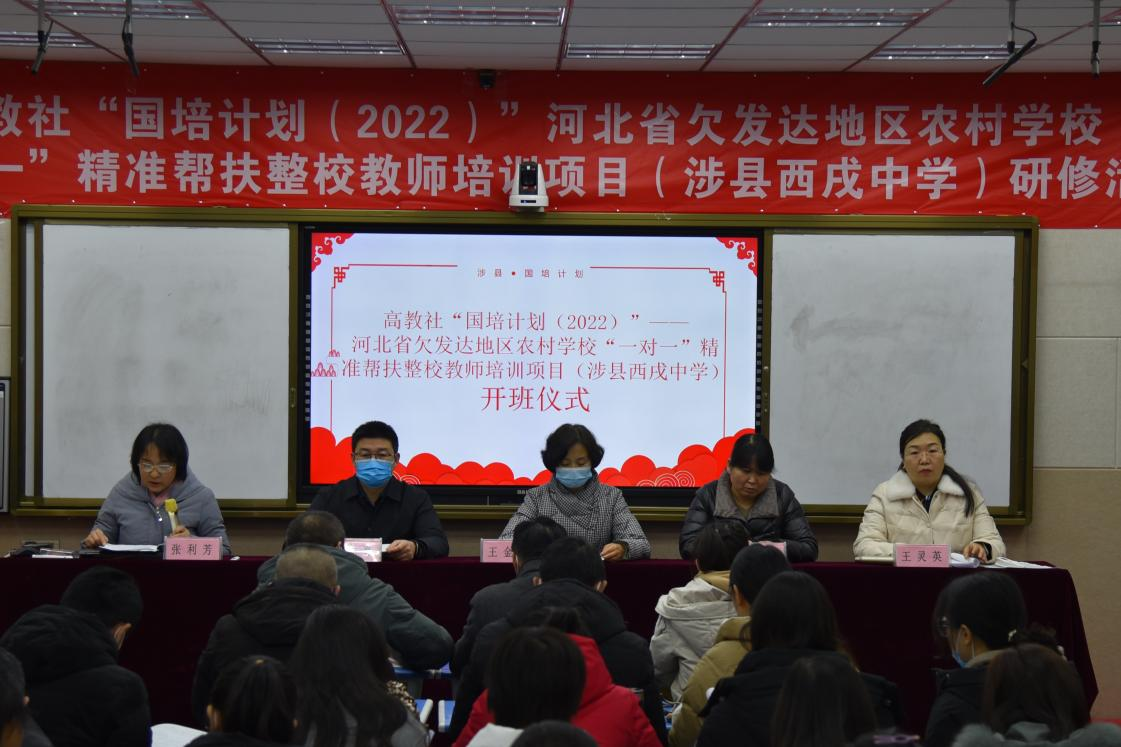 教社“国培计划（2022）”河北省欠发达地区农村学校
一”精准帮扶整校教师培训项目（涉县西戌中学）研修活
涉县•国培计划
高教社“国培计划（2022）”——
河北省欠发达地区农村学校“一对一”精
准帮扶整校教师培训项目（涉县西戌中学）
开班仪式
张利芳
王金
王灵英